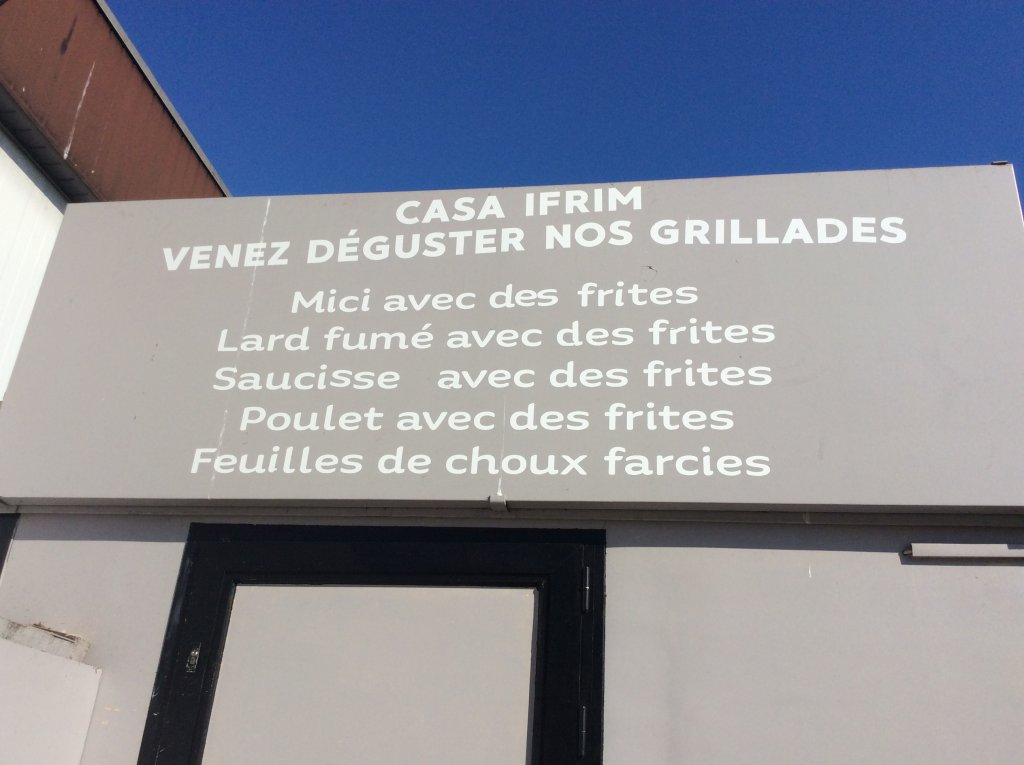 CASA IFRIM
VENEZ DÉGUSTER NOS GRILLADES
Mici avec des frites
Lard fumé avec des frites
Saucisse avec des frites
Poulet avec des frites
Feuilles de choux farcies